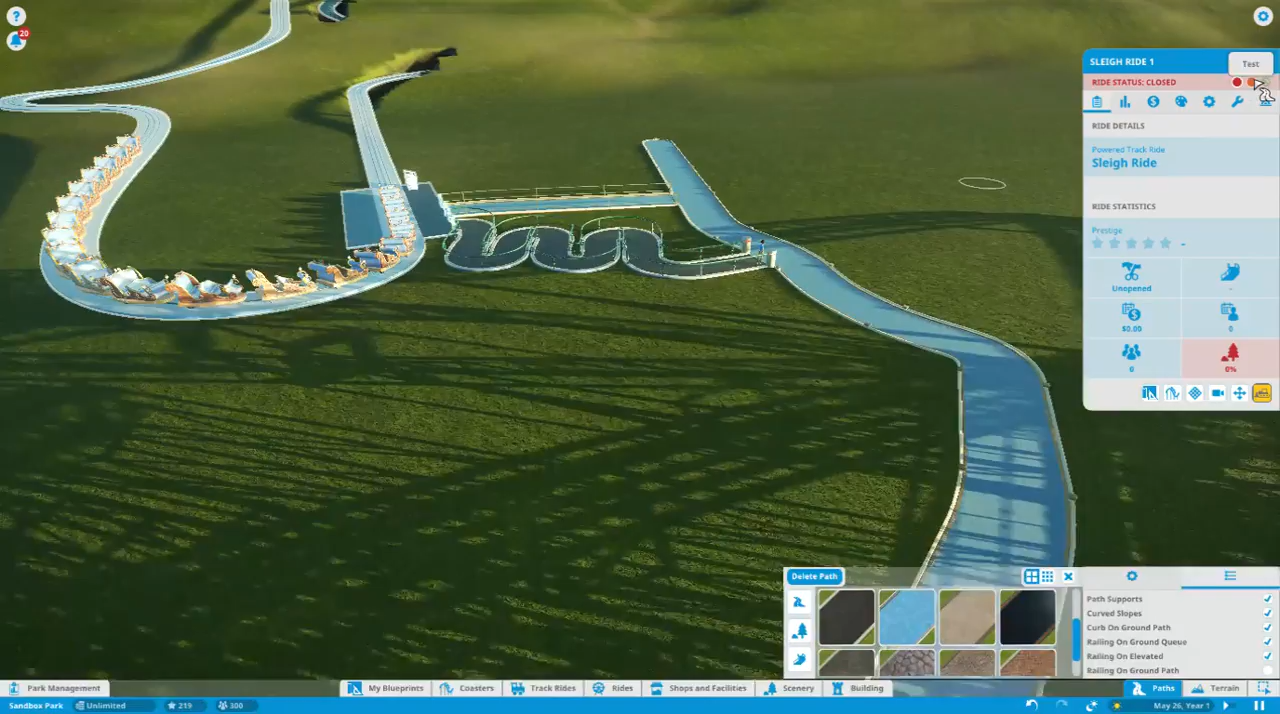 ?
20
SLEIGH RIDE 1
Test
RIDE STATUS: CLOSED
RIDE DETAILS
Powered Track Ride
Sleigh Ride
RIDE STATISTICS
Prestige
-
Unopened
-
$0.00
0
0
0%
Delete Path
Path Supports
Curved Slopes
Curb On Ground Path
Railing On Ground Queue
Railing On Elevated
Railing On Ground Path
Park Management
My Blueprints
Coasters
Track Rides
Rides
Shops and Facilities
Scenery
Building
Paths
Terrain
Sandbox Park
Unlimited
219
300
May 26, Year 1